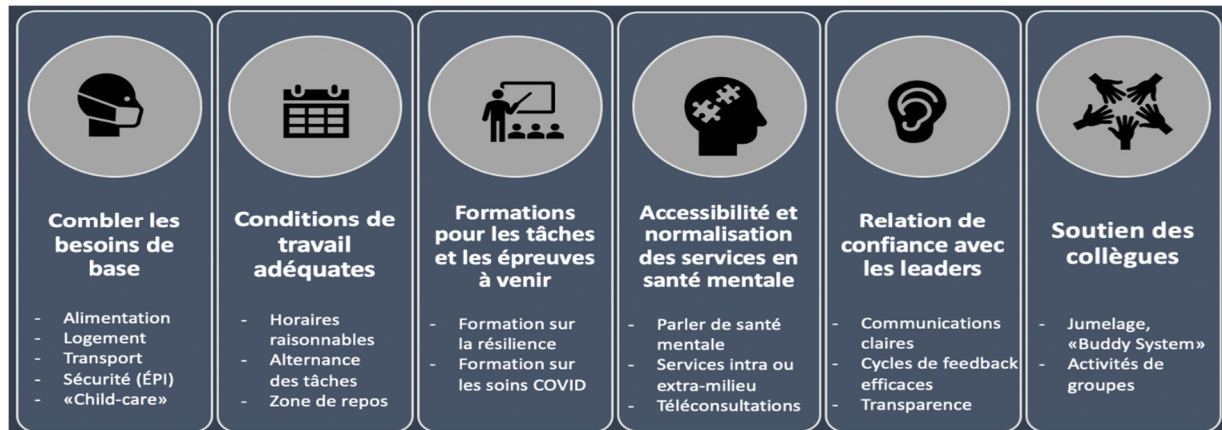 Combler les
besoins de
base
- Alimentation
- Logement
- Transport
- Sécurité (ÉPI)
- «Child-care»
Conditions de
travail
adéquates
- Horaires
raisonnables
- Alternance
des tâches
- Zone de repos
Formations
pour les tâches
et les épreuves
à venir
- Formation sur
la résilience
- Formation sur
les soins COVID
Accessibilité et
normalisation
des services en
santé mentale
- Parler de santé
mentale
- Services intra ou
extra-milieu
- Téléconsultations
Relation de
confiance avec
les leaders
- Communications
claires
- Cycles de feedback
efficaces
- Transparence
Soutien des
collègues
- Jumelage,
«Buddy System»
- Activités de
groupes